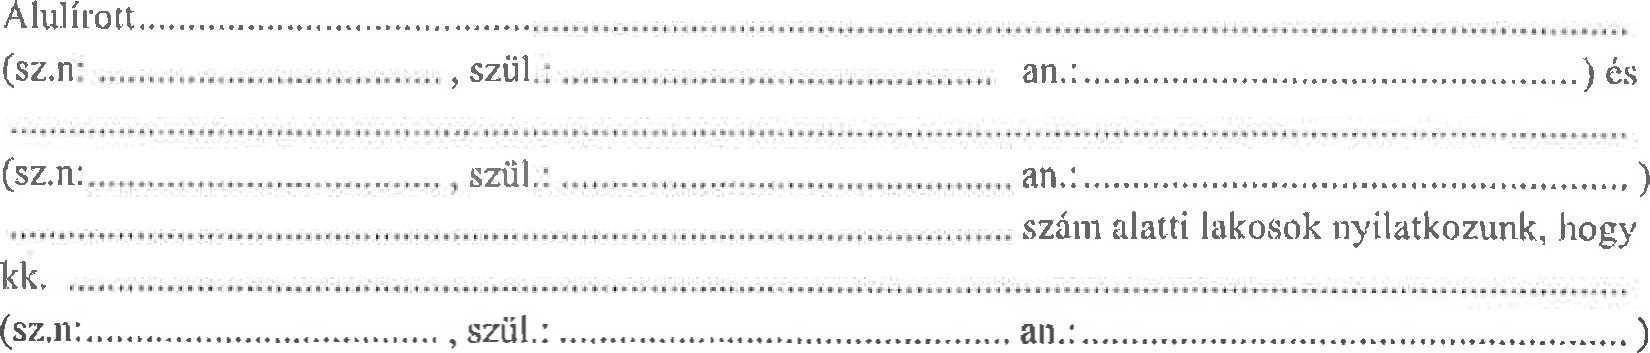 Alulírott..............................................................................................................
(sz.n: .............................. , szül.: ...................................... an.:...........................................) és
..............................................................................................................................
(sz.n:............................... , szül.: ....................................... an.:............................................... )
........................................................................................ szám alatti lakosok nyilatkozunk, hogy
kk. ........................................................................................................................
(sz.n:............................... , szül.: ....................................... an.:............................................... )